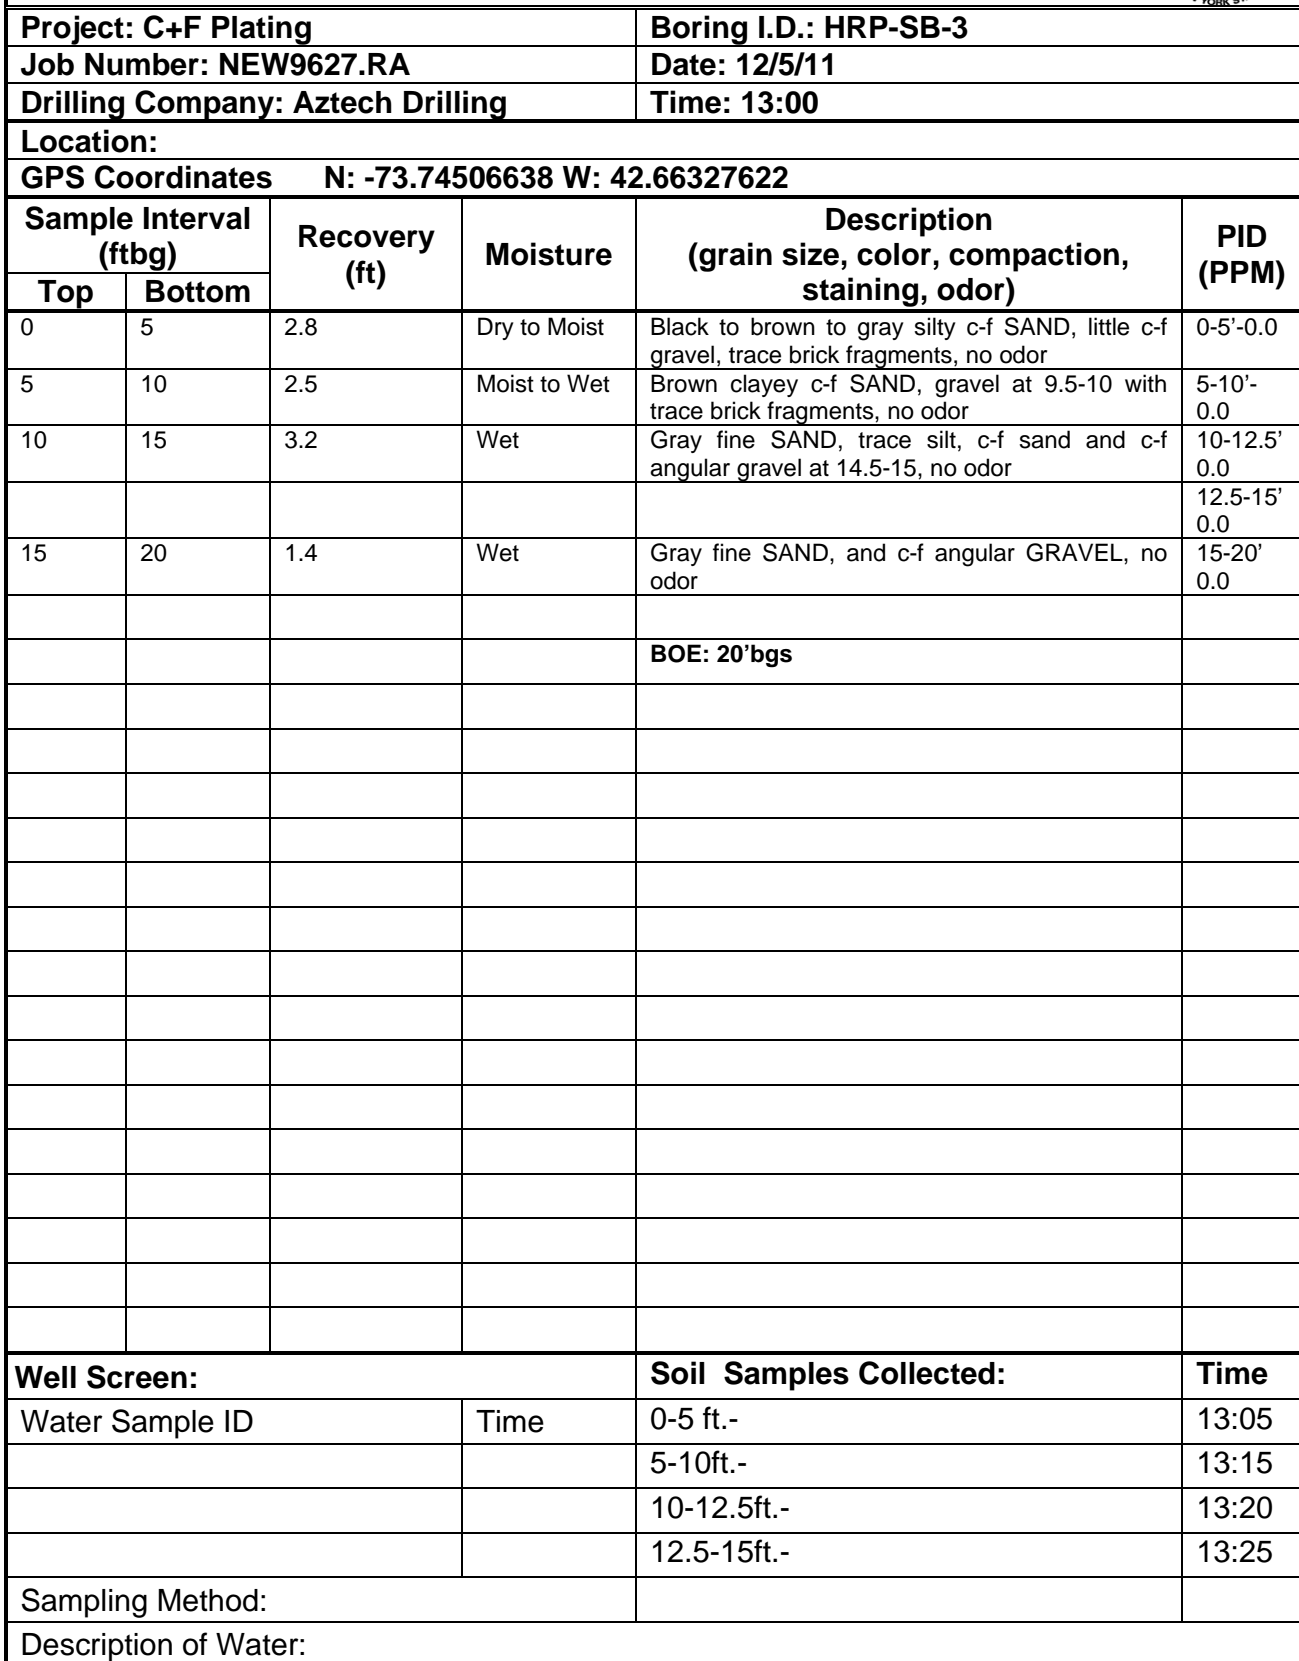 Project: C+F Plating Boring I.D.: HRP-SB-3
Job Number: NEW9627.RA Date: 12/5/11
Drilling Company: Aztech Drilling Time: 13:00
Location:
GPS Coordinates N: -73.74506638 W: 42.66327622
Sample Interval
(ftbg)
Top Bottom
Recovery
(ft)
Moisture
Description
(grain size, color, compaction,
staining, odor)
PID
(PPM)
0 5 2.8 Dry to Moist Black to brown to gray silty c-f SAND, little c-f 0-5’-0.0
gravel, trace brick fragments, no odor
5 10 2.5 Moist to Wet Brown clayey c-f SAND, gravel at 9.5-10 with 5-10’-
trace brick fragments, no odor 0.0
10 15 3.2 Wet Gray fine SAND, trace silt, c-f sand and c-f 10-12.5’
angular gravel at 14.5-15, no odor 0.0
12.5-15’
0.0
15 20 1.4 Wet Gray fine SAND, and c-f angular GRAVEL, no 15-20’
odor 0.0
BOE: 20’bgs
Well Screen: Soil Samples Collected: Time
Water Sample ID Time 0-5 ft.- 13:05
5-10ft.- 13:15
10-12.5ft.- 13:20
12.5-15ft.- 13:25
Sampling Method:
Description of Water: